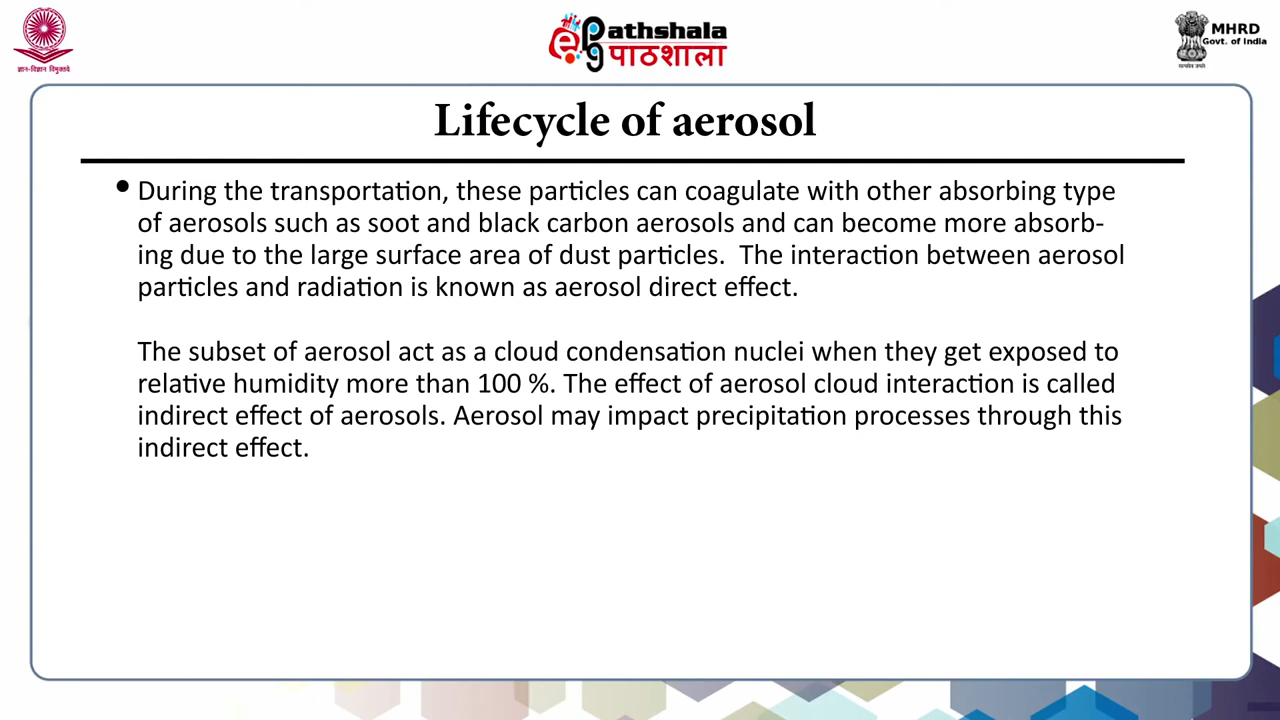 ज्ञान-विज्ञान विमुक्तये
ePathshala
पाठशाला
MHRD
Govt. of India
सत्यमेव जयते
Lifecycle of aerosol
• During the transportation, these particles can coagulate with other absorbing type
of aerosols such as soot and black carbon aerosols and can become more absorb-
ing due to the large surface area of dust particles.  The interaction between aerosol
particles and radiation is known as aerosol direct effect.
The subset of aerosol act as a cloud condensation nuclei when they get exposed to
relative humidity more than 100 %. The effect of aerosol cloud interaction is called
indirect effect of aerosols. Aerosol may impact precipitation processes through this
indirect effect.